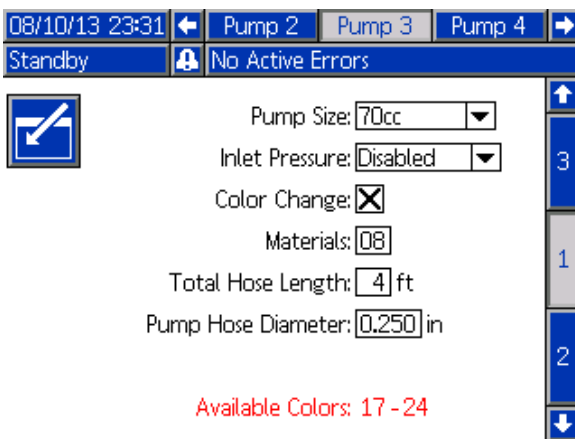 08/10/13 23:31 Pump 2 Pump 3 Pump 4
Standby No Active Errors
Pump Size: 70cc
Inlet Pressure: Disabled
3
Color Change:
Materials: 08
1
Total Hose Length: 4 ft
Pump Hose Diameter: 0.250 in
2
Available Colors: 17 - 24